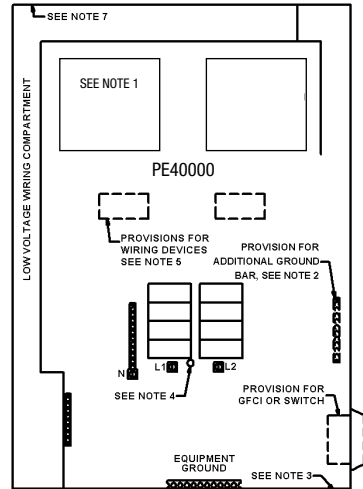 SEE NOTE 7
LOW VOLTAGE WIRING COMPARTMENT
SEE NOTE 1
PE40000
PROVISIONS FOR
WIRING DEVICES
SEE NOTE 5
PROVISION FOR
ADDITIONAL GROUND
BAR, SEE NOTE 2
N
L1
L2
SEE NOTE 4
PROVISION FOR
GFCI OR SWITCH
EQUIPMENT
GROUND
SEE NOTE 3